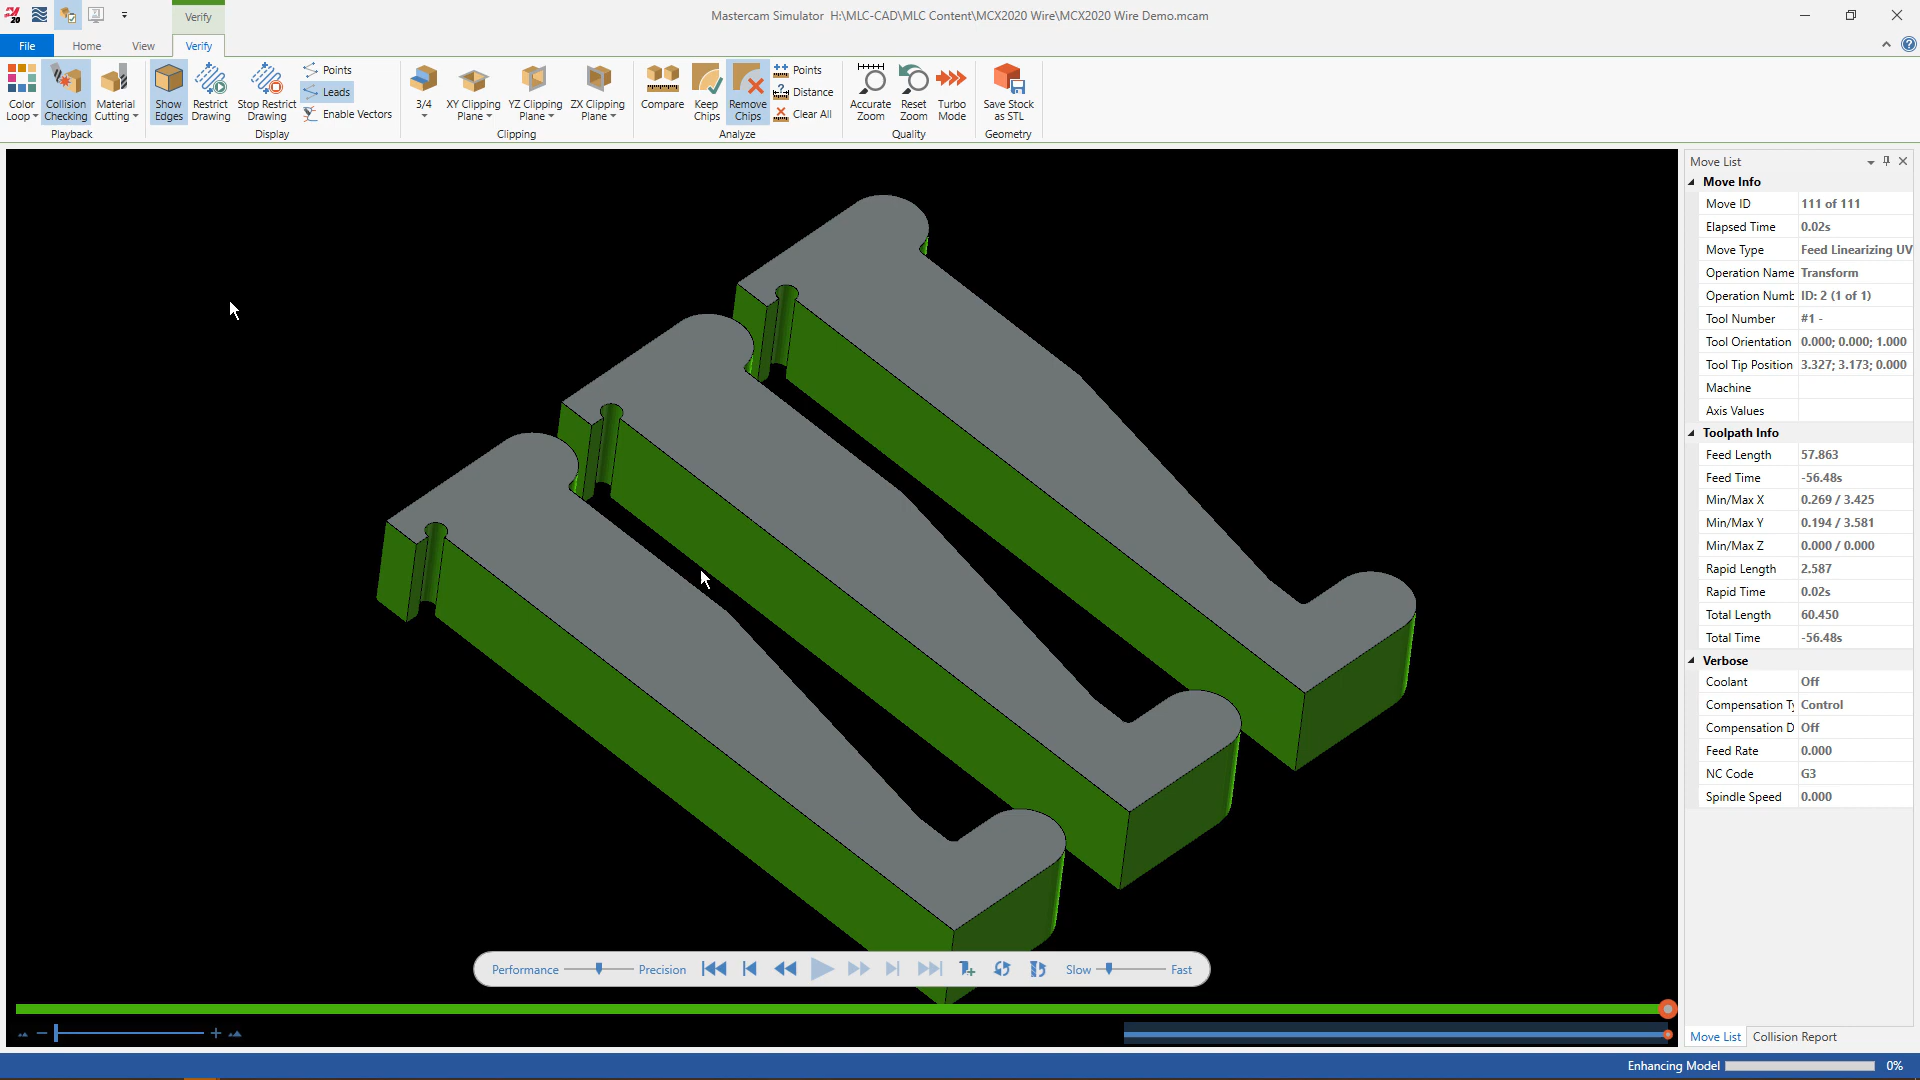 Verify
Mastercam Simulator H:\MLC-CAD\MLC Content\MCX2020 Wire\MCX2020 Wire Demo.mcam
File
Home
View
Verify
Color
Loop
Collision
Checking
Material
Cutting
Playback
Show
Edges
Restrict
Drawing
Stop Restrict
Drawing
Points
Leads
Enable Vectors
Display
3/4
XY Clipping
Plane
YZ Clipping
Plane
ZX Clipping
Plane
Clipping
Compare
Keep
Chips
Remove
Chips
Points
Distance
Clear All
Analyze
Accurate
Zoom
Reset
Zoom
Turbo
Mode
Quality
Save Stock
as STL
Geometry
Move List
Move Info
Move ID 111 of 111
Elapsed Time 0.02s
Move Type Feed Linearizing UV
Operation Name Transform
Operation Numb ID: 2 (1 of 1)
Tool Number #1 -
Tool Orientation 0.000; 0.000; 1.000
Tool Tip Position 3.327; 3.173; 0.000
Machine
Axis Values
Toolpath Info
Feed Length 57.863
Feed Time -56.48s
Min/Max X 0.269 / 3.425
Min/Max Y 0.194 / 3.581
Min/Max Z 0.000 / 0.000
Rapid Length 2.587
Rapid Time 0.02s
Total Length 60.450
Total Time -56.48s
Verbose
Coolant Off
Compensation Ty Control
Compensation D Off
Feed Rate 0.000
NC Code G3
Spindle Speed 0.000
Performance Precision Slow Fast
Move List Collision Report
Enhancing Model 0%